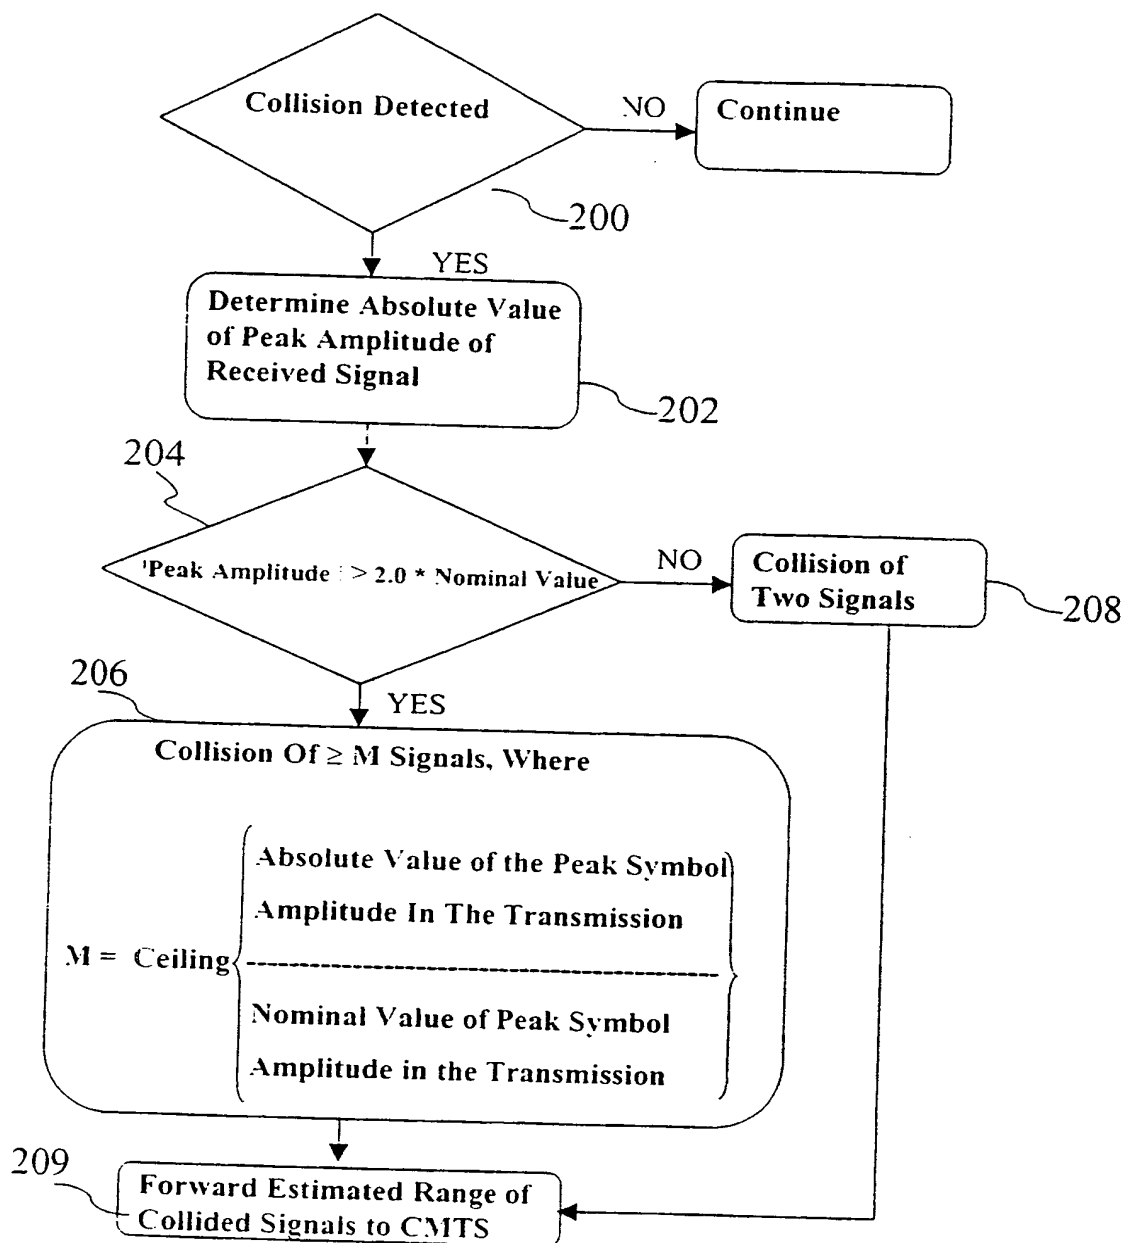 Collision Detected
NO
Continue
200
YES
Determine Absolute Value
of Peak Amplitude of
Received Signal
202
204
|Peak Amplitude | > 2.0 * Nominal Value
NO
Collision of
Two Signals
208
206
YES
Collision Of ≥ M Signals, Where
Absolute Value of the Peak Symbol
Amplitude In The Transmission
M = Ceiling
Nominal Value of Peak Symbol
Amplitude in the Transmission
209
Forward Estimated Range of
Collided Signals to CMTS